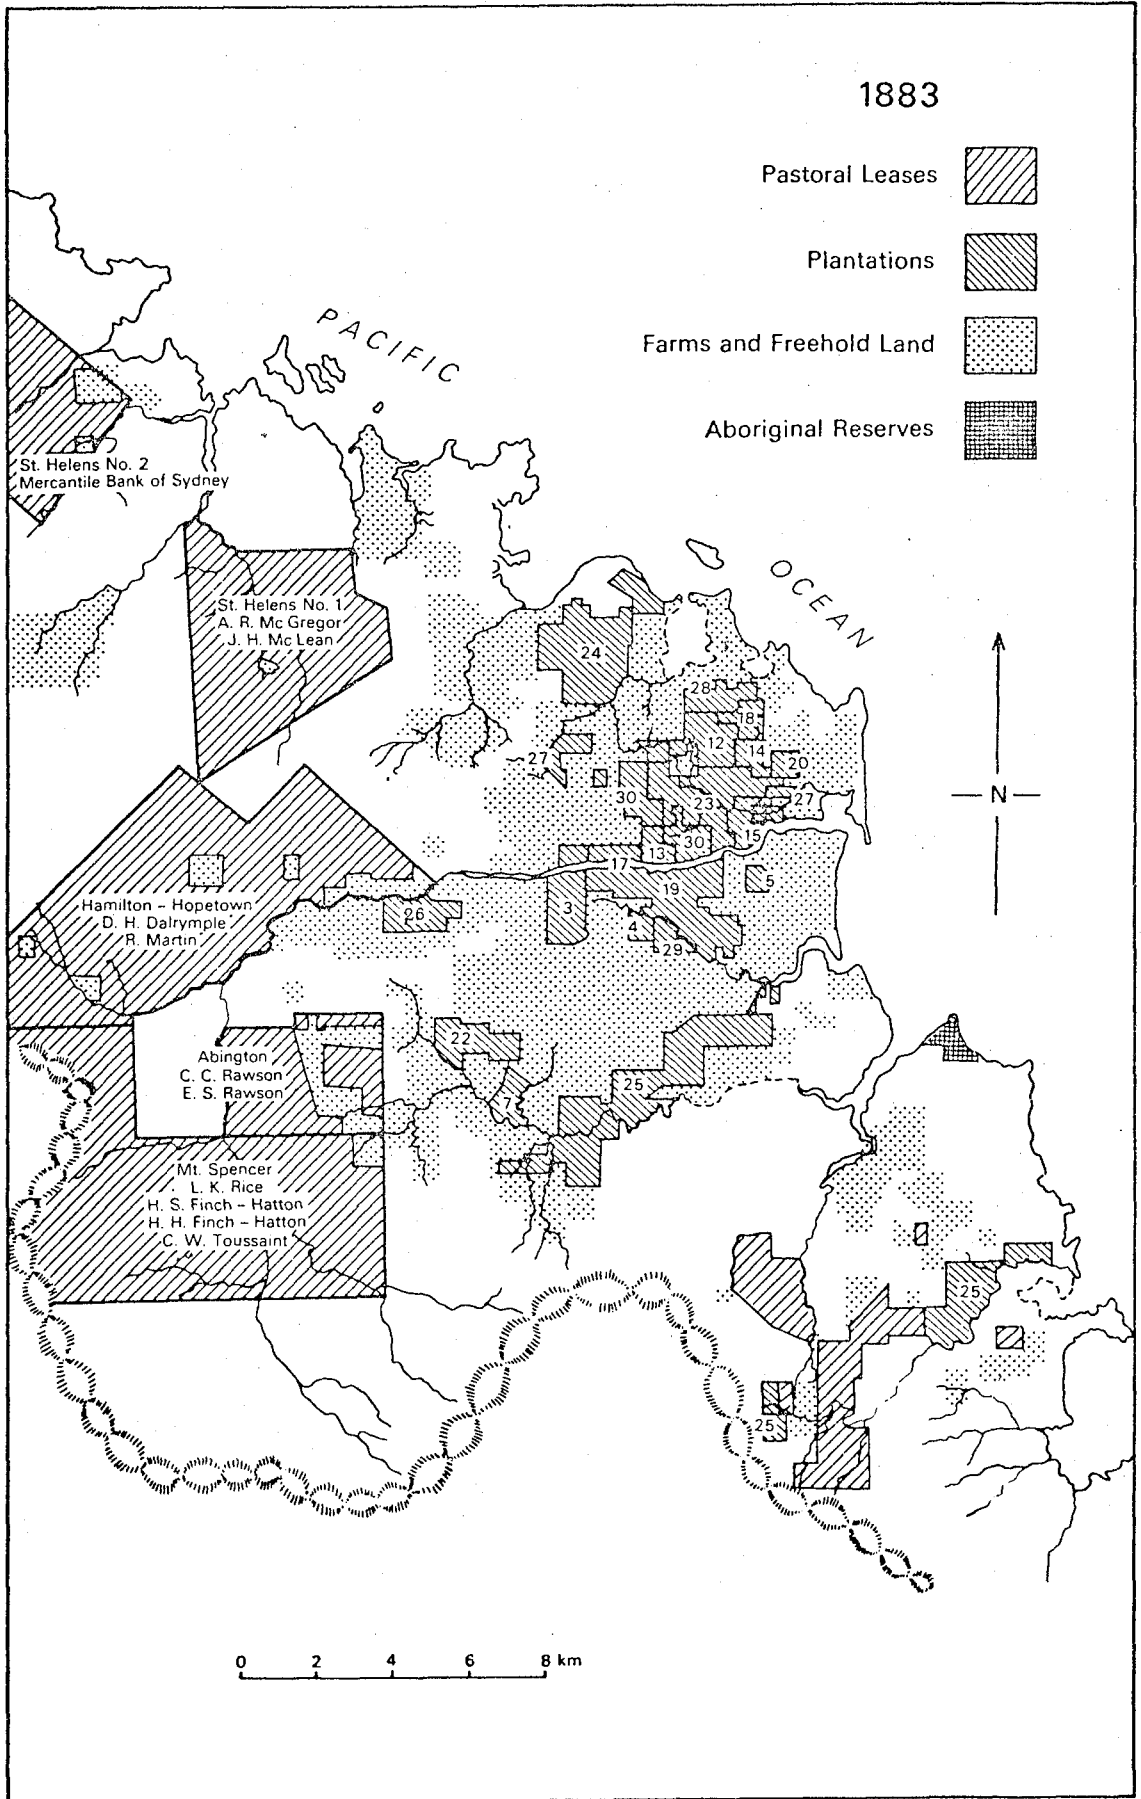 1883
Pastoral Leases
Plantations
Farms and Freehold Land
Aboriginal Reserves
PACIFIC
OCEAN
St. Helens No. 2
Mercantile Bank of Sydney
St. Helens No. 1
A. R. Mc Gregor
J. H. Mc Lean
24
28
18
12
14
20
27
1
30
23
27
15
13
30
17
19
5
3
4
29
26
Hamilton – Hopetown
D. H. Dalrymple
R. Martin
N
22
25
7
Abington
C. C. Rawson
E. S. Rawson
Mt. Spencer
L. K. Rice
H. S. Finch – Hatton
H. H. Finch – Hatton
C. W. Toussaint
25
25
0 2 4 6 8 km